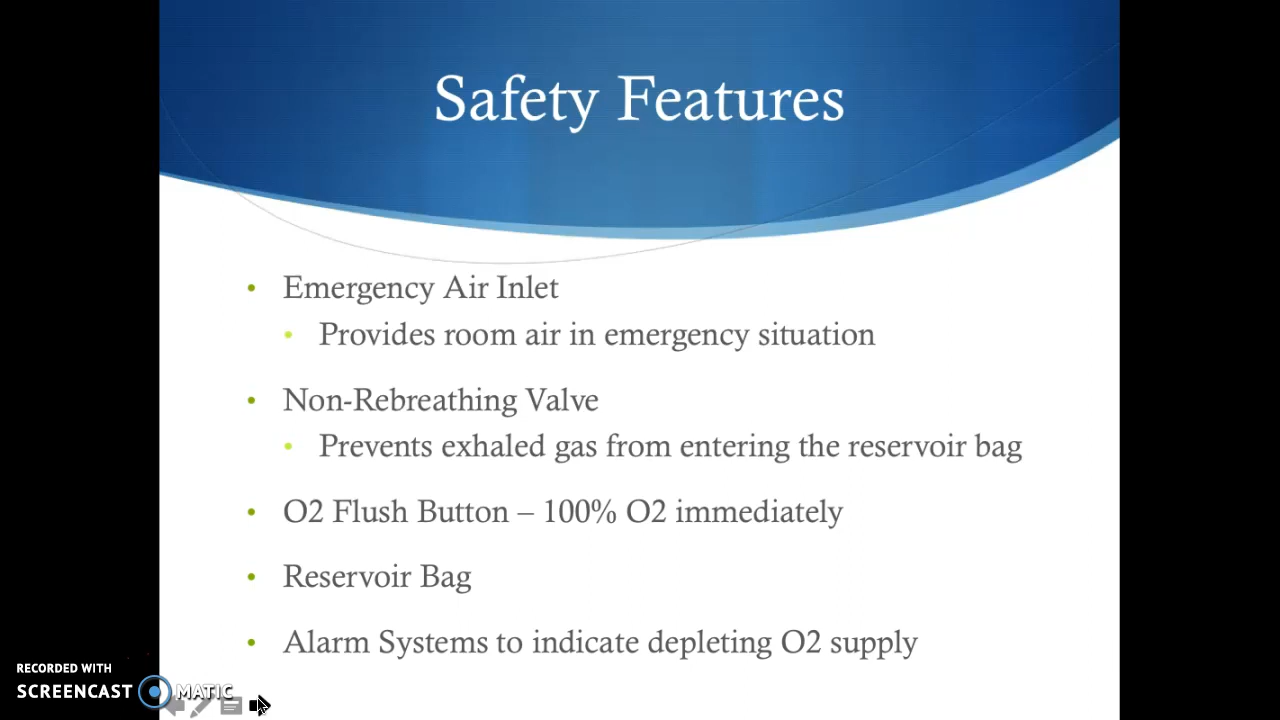 Safety Features
• Emergency Air Inlet
• Provides room air in emergency situation
• Non-Rebreathing Valve
• Prevents exhaled gas from entering the reservoir bag
• O2 Flush Button – 100% O2 immediately
• Reservoir Bag
• Alarm Systems to indicate depleting O2 supply
RECORDED WITH
SCREENCAST MATIC